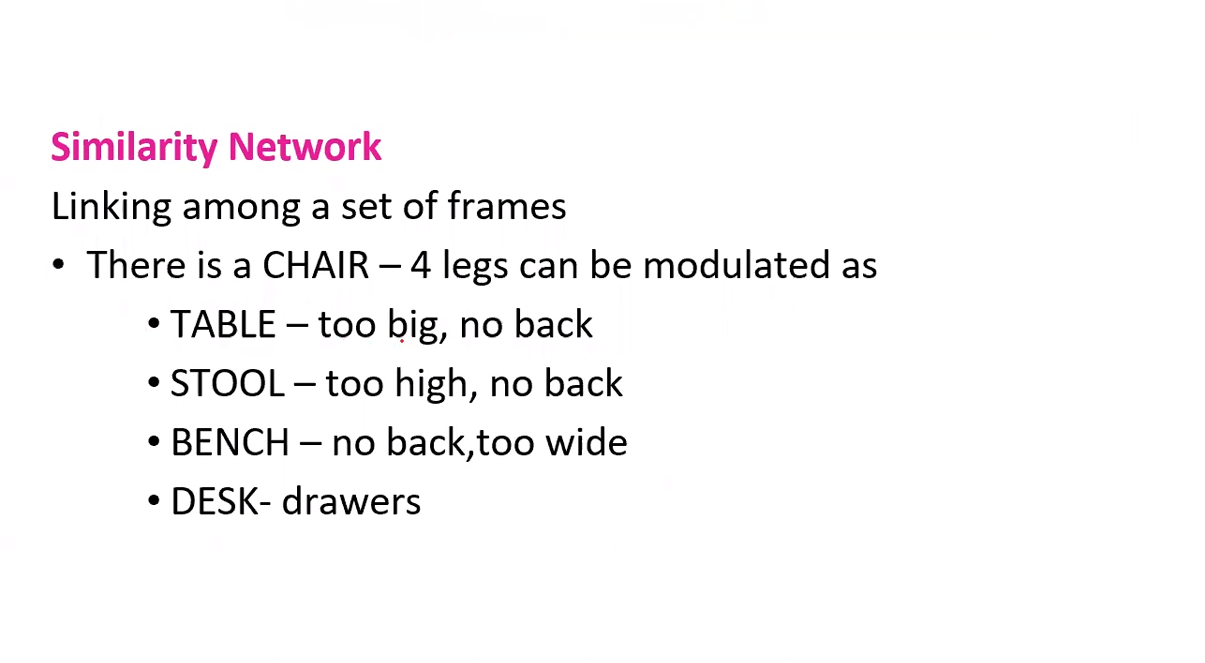 Similarity Network
Linking among a set of frames
• There is a CHAIR – 4 legs can be modulated as
• TABLE – too big, no back
• STOOL – too high, no back
• BENCH – no back,too wide
• DESK- drawers